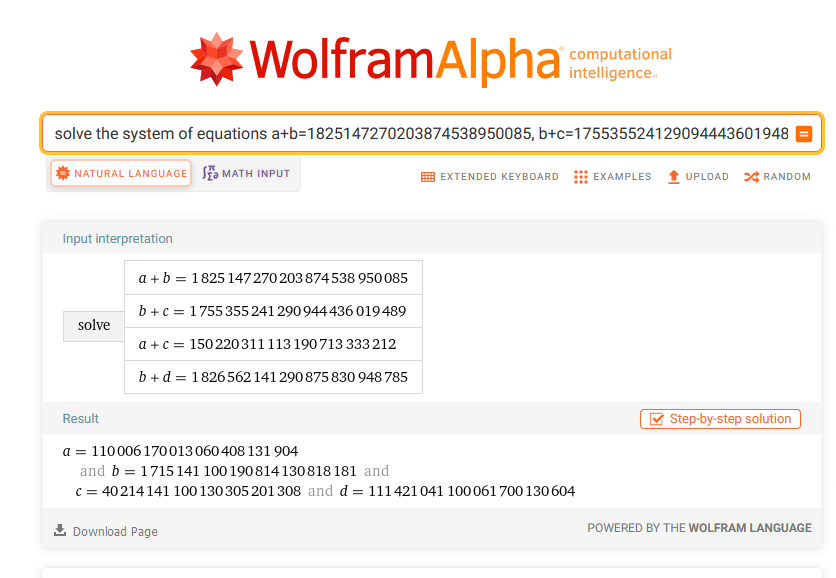 WolframAlpha computational intelligence.
solve the system of equations a+b=1825147270203874538950085, b+c=1755355241290944436019​48
NATURAL LANGUAGE MATH INPUT EXTENDED KEYBOARD EXAMPLES UPLOAD RANDOM
Input interpretation
solve
a + b = 1 825 147 270 203 874 538 950 085
b + c = 1 755 355 241 290 944 436 019 489
a + c = 150 220 311 113 190 713 333 212
b + d = 1 826 562 141 290 875 830 948 785
Result Step-by-step solution
a = 110 006 170 013 060 408 131 904
and b = 1 715 141 100 190 814 130 818 181 and
c = 40 214 141 100 130 305 201 308 and d = 111 421 041 100 061 700 130 604
Download Page POWERED BY THE WOLFRAM LANGUAGE